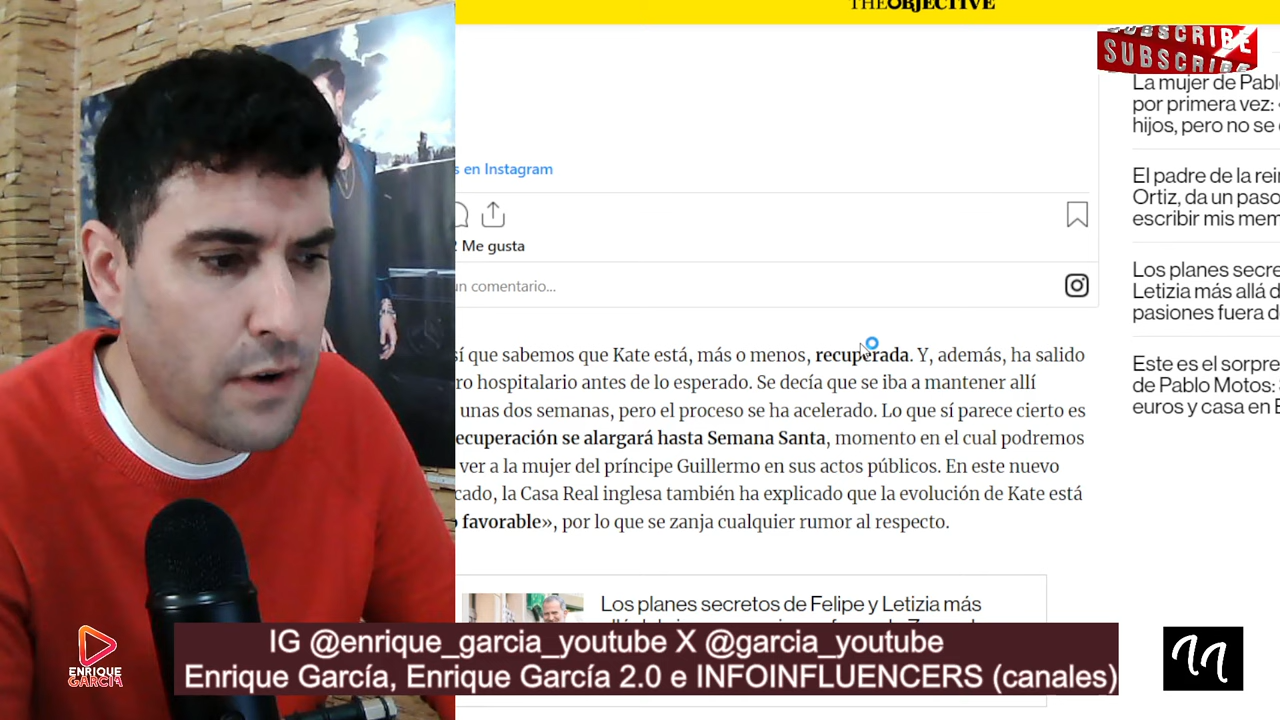 THEOBJECTIVE
SUBSCRIBE
SUBSCRIBE
La mujer de Pabl
por primera vez:
hijos, pero no se
s en Instagram
El padre de la rei
Ortiz, da un paso
escribir mis mem
Me gusta
Los planes secre
Letizia más allá d
pasiones fuera d
un comentario...
sí que sabemos que Kate está, más o menos, recuperada. Y, además, ha salido
ro hospitalario antes de lo esperado. Se decía que se iba a mantener allí
unas dos semanas, pero el proceso se ha acelerado. Lo que sí parece cierto es
ecuperación se alargará hasta Semana Santa, momento en el cual podremos
ver a la mujer del príncipe Guillermo en sus actos públicos. En este nuevo
cado, la Casa Real inglesa también ha explicado que la evolución de Kate está
favorable», por lo que se zanja cualquier rumor al respecto.
Este es el sorpre
de Pablo Motos:
euros y casa en
Los planes secretos de Felipe y Letizia más
IG @enrique_garcia_youtube X @garcia_youtube
Enrique García, Enrique García 2.0 e INFOINFLUENCERS (canales)
ENRIQUE
GARCÍA